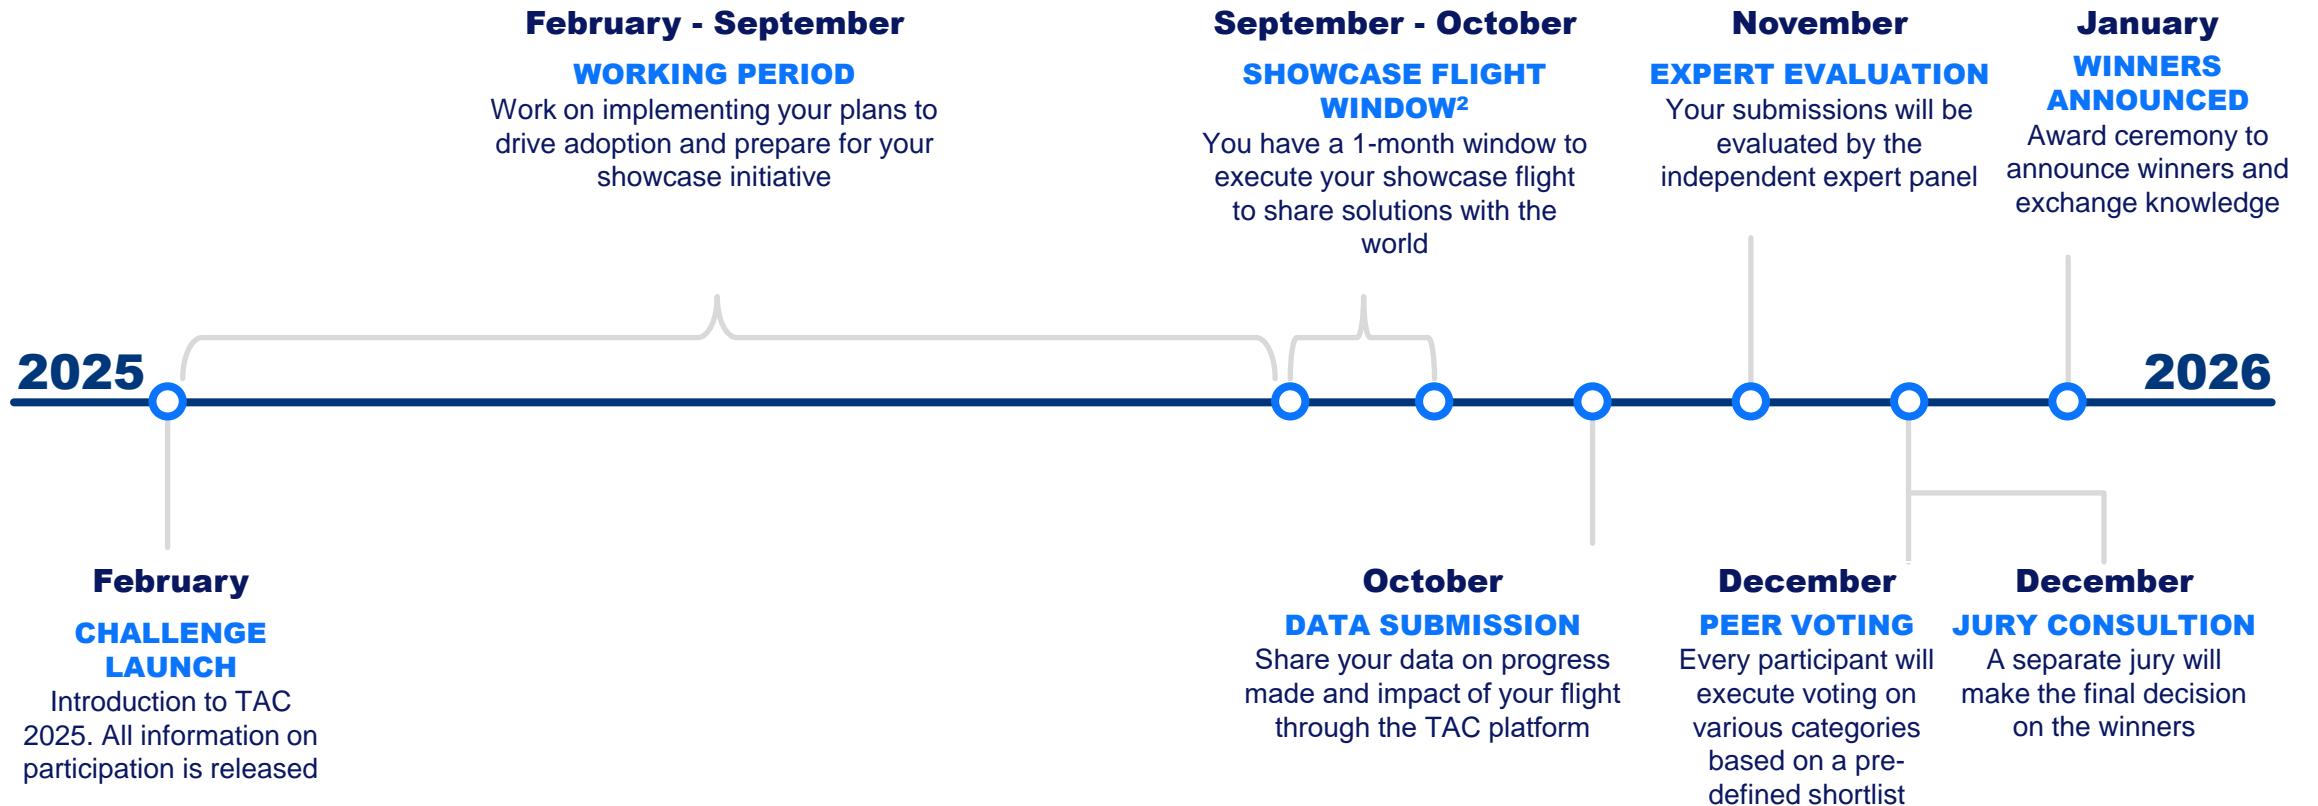 February - September
WORKING PERIOD
Work on implementing your plans to
drive adoption and prepare for your
showcase initiative
September - October
SHOWCASE FLIGHT
WINDOW²
You have a 1-month window to
execute your showcase flight
to share solutions with the
world
November
EXPERT EVALUATION
Your submissions will be
evaluated by the
independent expert panel
January
WINNERS
ANNOUNCED
Award ceremony to
announce winners and
exchange knowledge
2025
2026
February
CHALLENGE
LAUNCH
Introduction to TAC
2025. All information on
participation is released
October
DATA SUBMISSION
Share your data on progress
made and impact of your flight
through the TAC platform
December
PEER VOTING
Every participant will
execute voting on
various categories
based on a pre-
defined shortlist
December
JURY CONSULTION
A separate jury will
make the final decision
on the winners